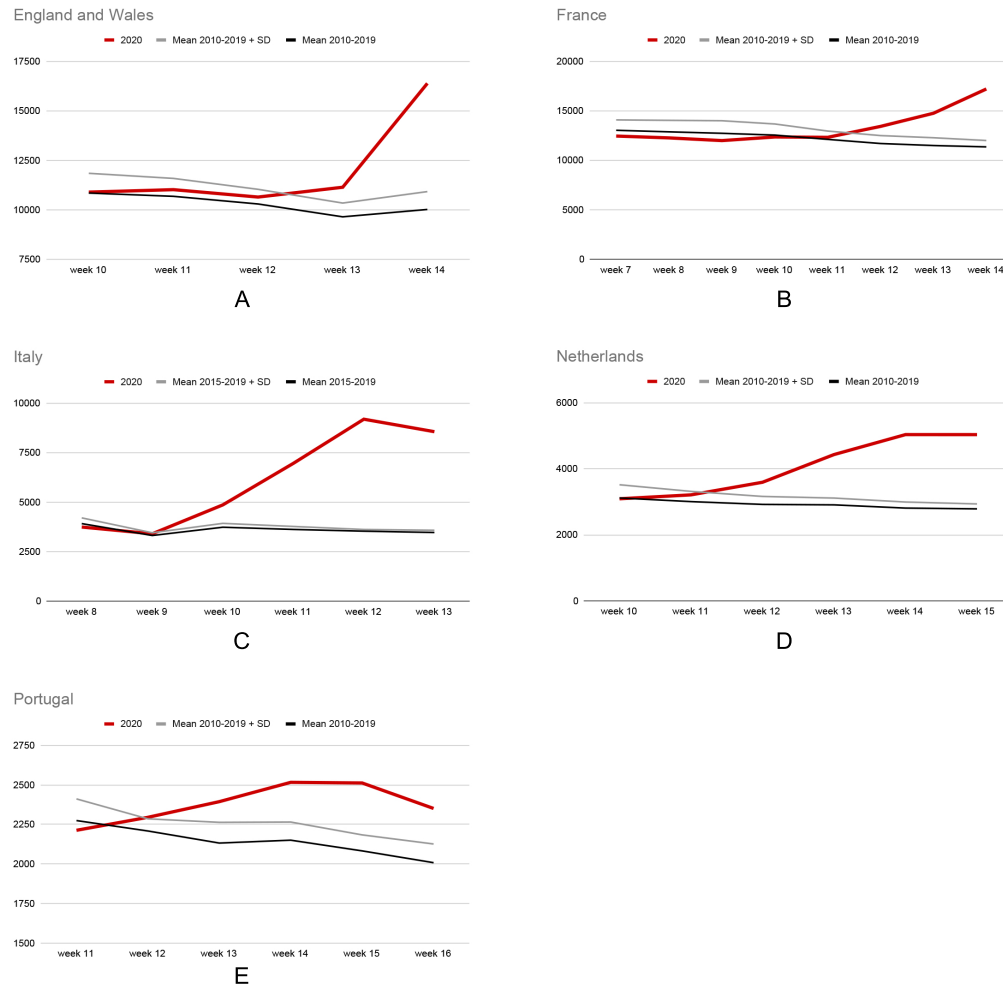 England and Wales
2020 Mean 2010-2019 + SD Mean 2010-2019
17500
15000
12500
10000
7500
week 10 week 11 week 12 week 13 week 14
A
France
2020 Mean 2010-2019 + SD Mean 2010-2019
20000
15000
10000
5000
0
week 7 week 8 week 9 week 10 week 11 week 12 week 13 week 14
B
Italy
2020 Mean 2015-2019 + SD Mean 2015-2019
10000
7500
5000
2500
0
week 8 week 9 week 10 week 11 week 12 week 13
C
Netherlands
2020 Mean 2010-2019 + SD Mean 2010-2019
6000
4000
2000
0
week 10 week 11 week 12 week 13 week 14 week 15
D
Portugal
2020 Mean 2010-2019 + SD Mean 2010-2019
2750
2500
2250
2000
1750
1500
week 11 week 12 week 13 week 14 week 15 week 16
E